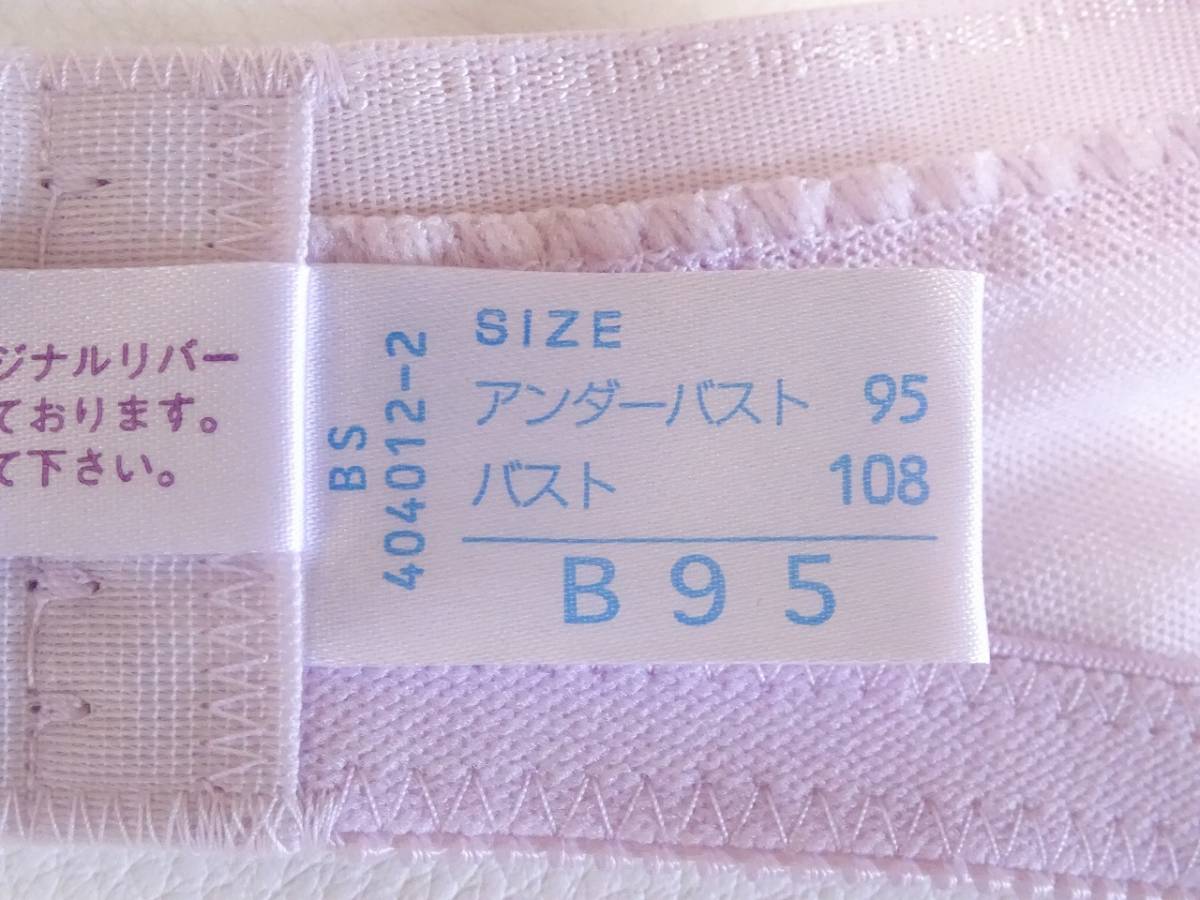 ジナルリバー
ております。
て下さい。
BS
404012-2
SIZE
アンダーバスト 95
バスト 108
B95